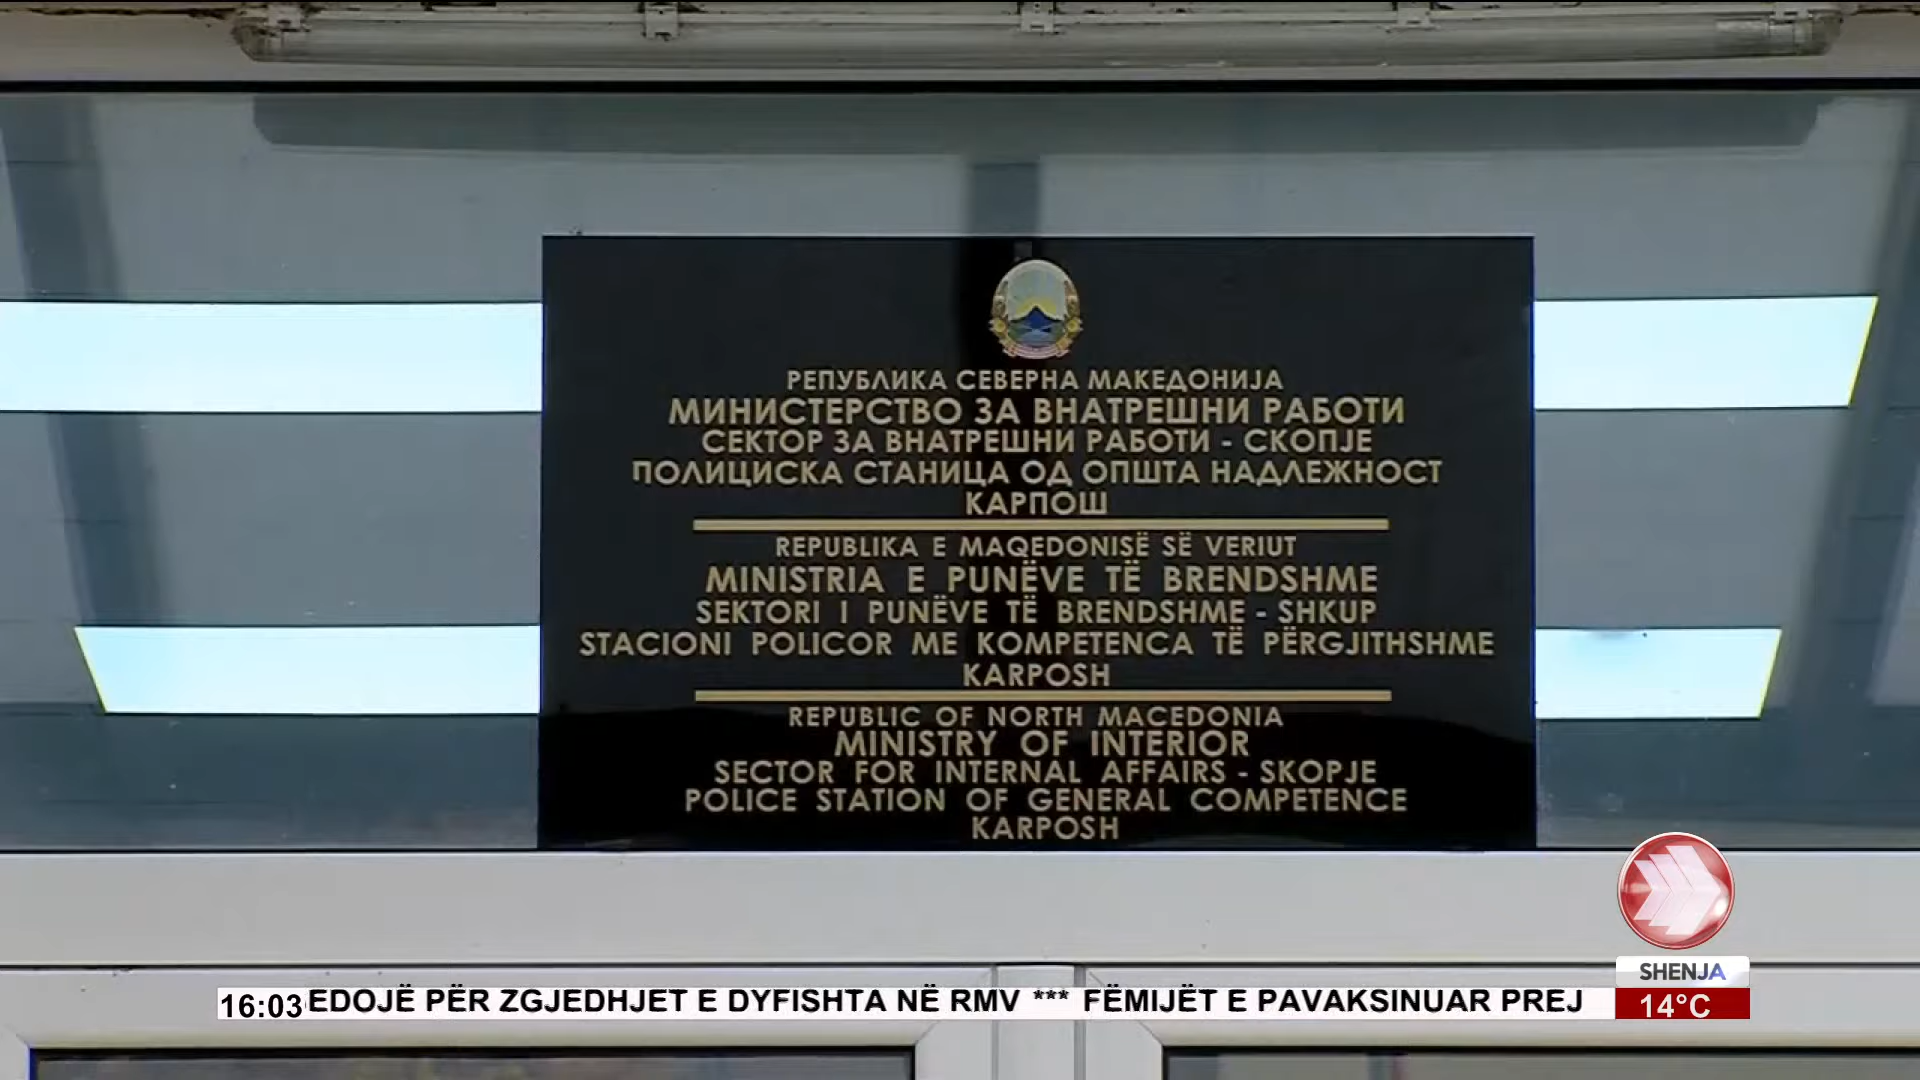 РЕПУБЛИКА СЕВЕРНА МАКЕДОНИЈА
МИНИСТЕРСТВО ЗА ВНАТРЕШНИ РАБОТИ
СЕКТОР ЗА ВНАТРЕШНИ РАБОТИ - СКОПЈЕ
ПОЛИЦИСКА СТАНИЦА ОД ОПШТА НАДЛЕЖНОСТ
КАРПОШ
REPUBLIKA E MAQEDONISË SË VERIUT
MINISTRIA E PUNËVE TË BRENDSHME
SEKTORI I PUNËVE TË BRENDSHME - SHKUP
STACIONI POLICOR ME KOMPETENCA TË PËRGJITHSHME
KARPOSH
REPUBLIC OF NORTH MACEDONIA
MINISTRY OF INTERIOR
SECTOR FOR INTERNAL AFFAIRS - SKOPJE
POLICE STATION OF GENERAL COMPETENCE
KARPOSH
SHENJA
16:03 EDOJË PËR ZGJEDHJET E DYFISHTA NË RMV *** FËMIJËT E PAVAKSINUAR PREJ
14°C